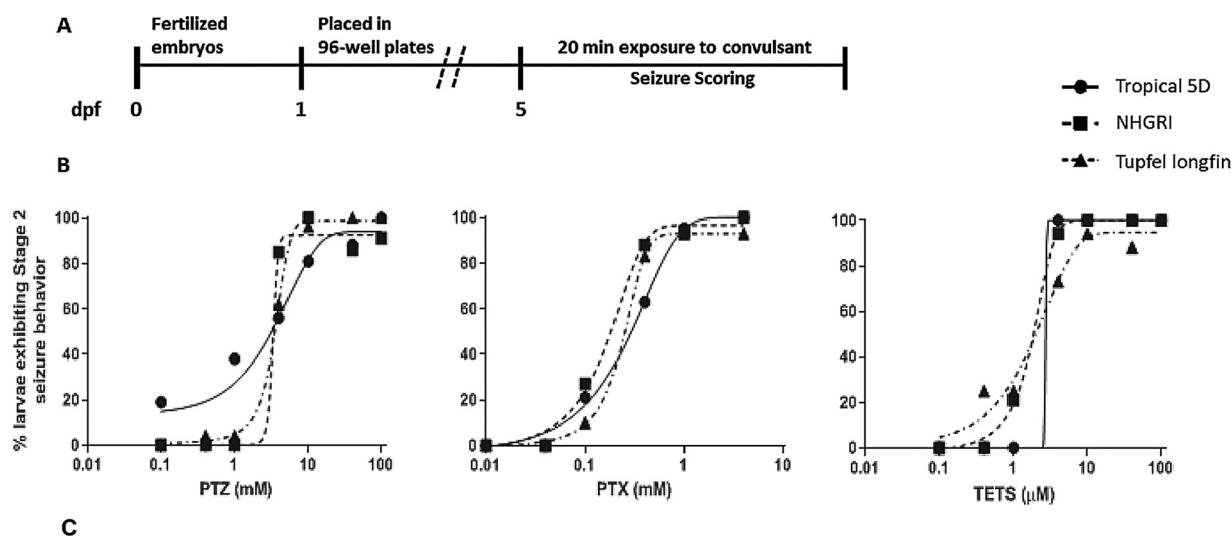 A
Fertilized
embryos
Placed in
96-well plates
20 min exposure to convulsant
Seizure Scoring
dpf 0 1 5
Tropical 5D
NHGRI
Tupfel longfin
B
% larvae exhibiting Stage 2
seizure behavior
100
80
60
40
20
0
0.01 0.1 1 10 100
PTZ (mM)
100
80
60
40
20
0
0.01 0.1 1 10
PTX (mM)
100
80
60
40
20
0
0.01 0.1 1 10 100
TETS (μM)
C